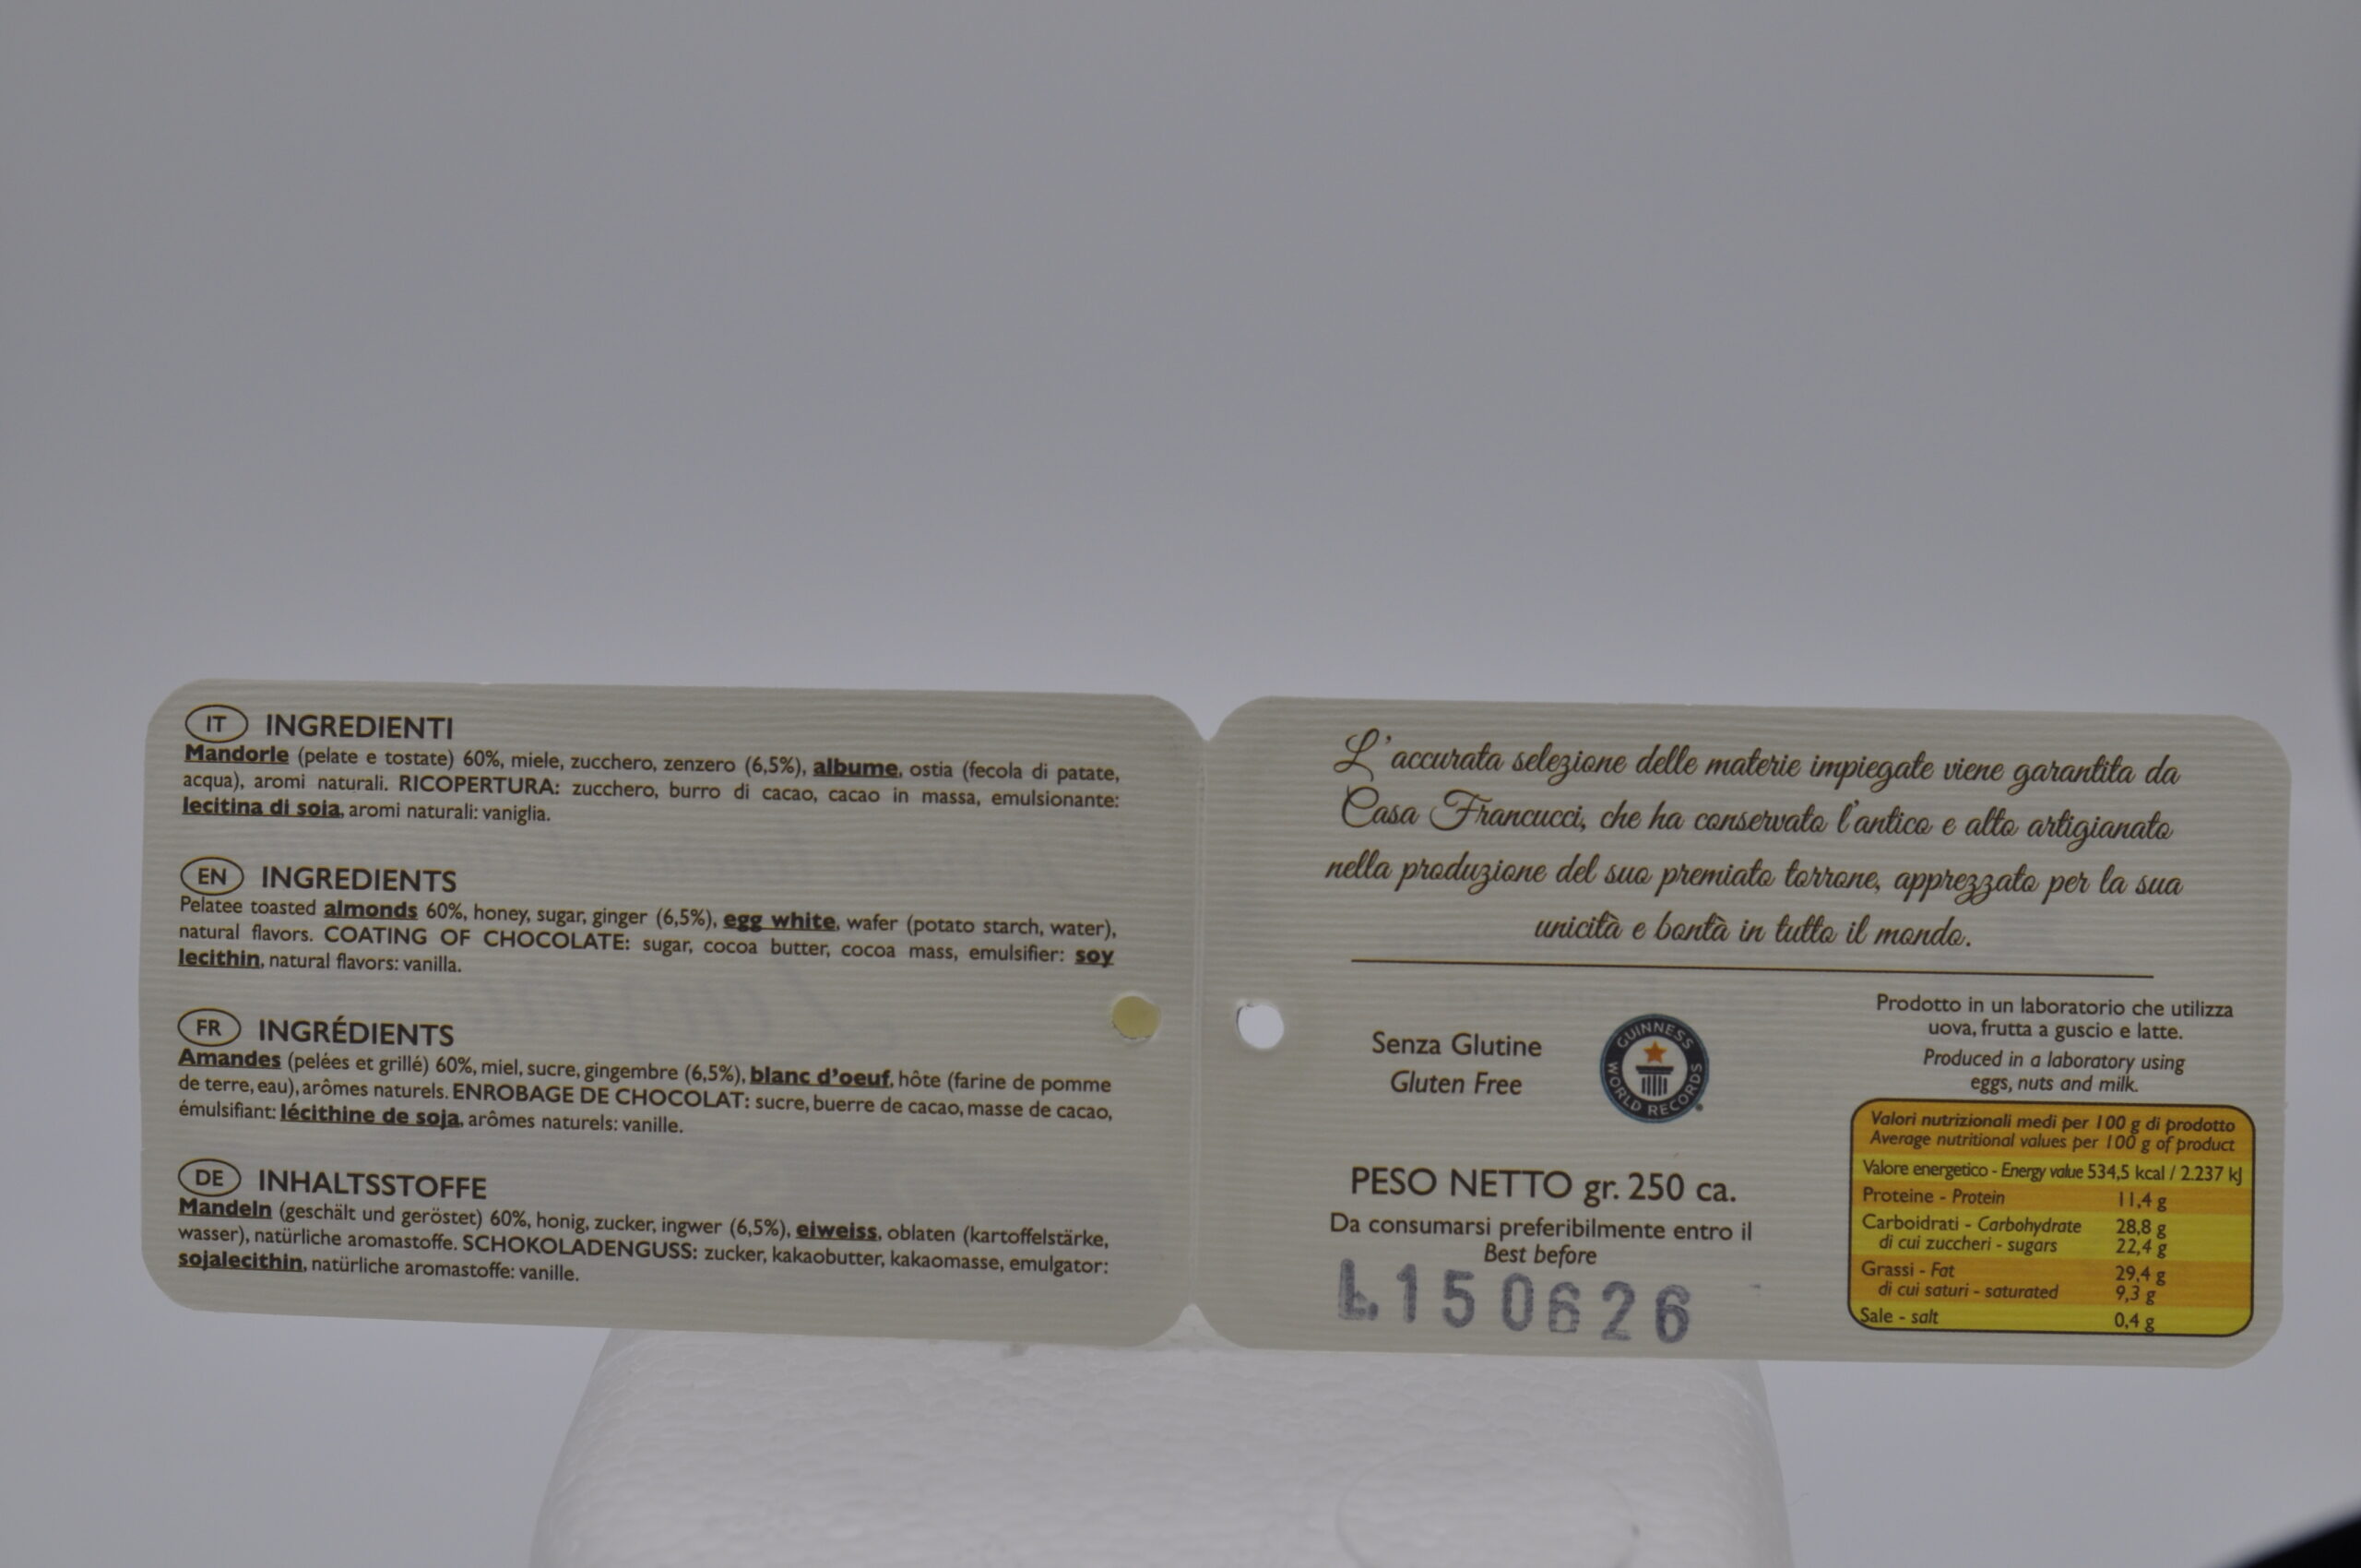 IT INGREDIENTI
Mandorle (pelate e tostate) 60%, miele, zucchero, zenzero (6,5%), albume, ostia (fecola di patate,
acqua), aromi naturali. RICOPERTURA: zucchero, burro di cacao, cacao in massa, emulsionante:
lecitina di soia, aromi naturali: vaniglia.
EN INGREDIENTS
Pelatee toasted almonds 60%, honey, sugar, ginger (6,5%), egg white, wafer (potato starch, water),
natural flavors. COATING OF CHOCOLATE: sugar, cocoa butter, cocoa mass, emulsifier: soy
lecithin, natural flavors: vanilla.
FR INGRÉDIENTS
Amandes (pelées et grillé) 60%, miel, sucre, gingembre (6,5%), blanc d'oeuf, hôte (farine de pomme
de terre, eau), arômes naturels. ENROBAGE DE CHOCOLAT: sucre, buerre de cacao, masse de cacao,
émulsifiant: lécithine de soja, arômes naturels: vanille.
DE INHALTSSTOFFE
Mandeln (geschält und geröstet) 60%, honig, zucker, ingwer (6,5%), eiweiss, oblaten (kartoffelstärke,
wasser), natürliche aromastoffe. SCHOKOLADENGUSS: zucker, kakaobutter, kakaomasse, emulgator:
sojalecithin, natürliche aromastoffe: vanille.
L'accurata selezione delle materie impiegate viene garantita da
Casa Francucci, che ha conservato l'antico e alto artigianato
nella produzione del suo premiato torrone, apprezzato per la sua
unicità e bontà in tutto il mondo.
Senza Glutine
Gluten Free
GUINNESS
WORLD RECORDS
Prodotto in un laboratorio che utilizza
uova, frutta a guscio e latte.
Produced in a laboratory using
eggs, nuts and milk.
PESO NETTO gr. 250 ca.
Da consumarsi preferibilmente entro il
Best before
L.150626
Valori nutrizionali medi per 100 g di prodotto
Average nutritional values per 100 g of product
Valore energetico - Energy value 534,5 kcal / 2.237 kJ
Proteine - Protein 11,4 g
Carboidrati - Carbohydrate 28,8 g
di cui zuccheri - sugars 22,4 g
Grassi - Fat 29,4 g
di cui saturi - saturated 9,3 g
Sale - salt 0,4 g